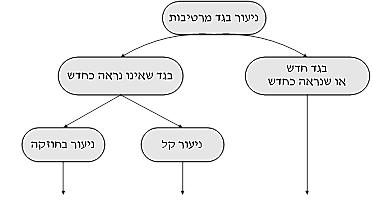 ניעור בגד מרטיבות
בגד שאינו נראה כחדש
בגד חדש
או שנראה כחדש
ניעור בחוזקה
ניעור קל